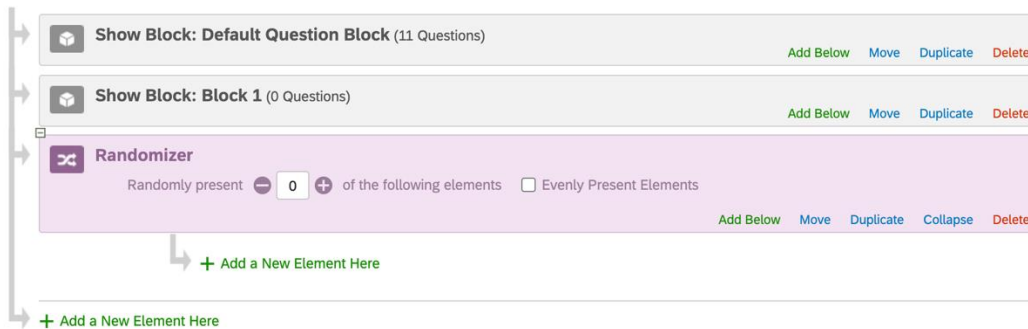 Show Block: Default Question Block (11 Questions)
Add Below Move Duplicate Delete
Show Block: Block 1 (0 Questions)
Add Below Move Duplicate Delete
Randomizer
Randomly present 0 of the following elements Evenly Present Elements
Add Below Move Duplicate Collapse Delete
+ Add a New Element Here
+ Add a New Element Here